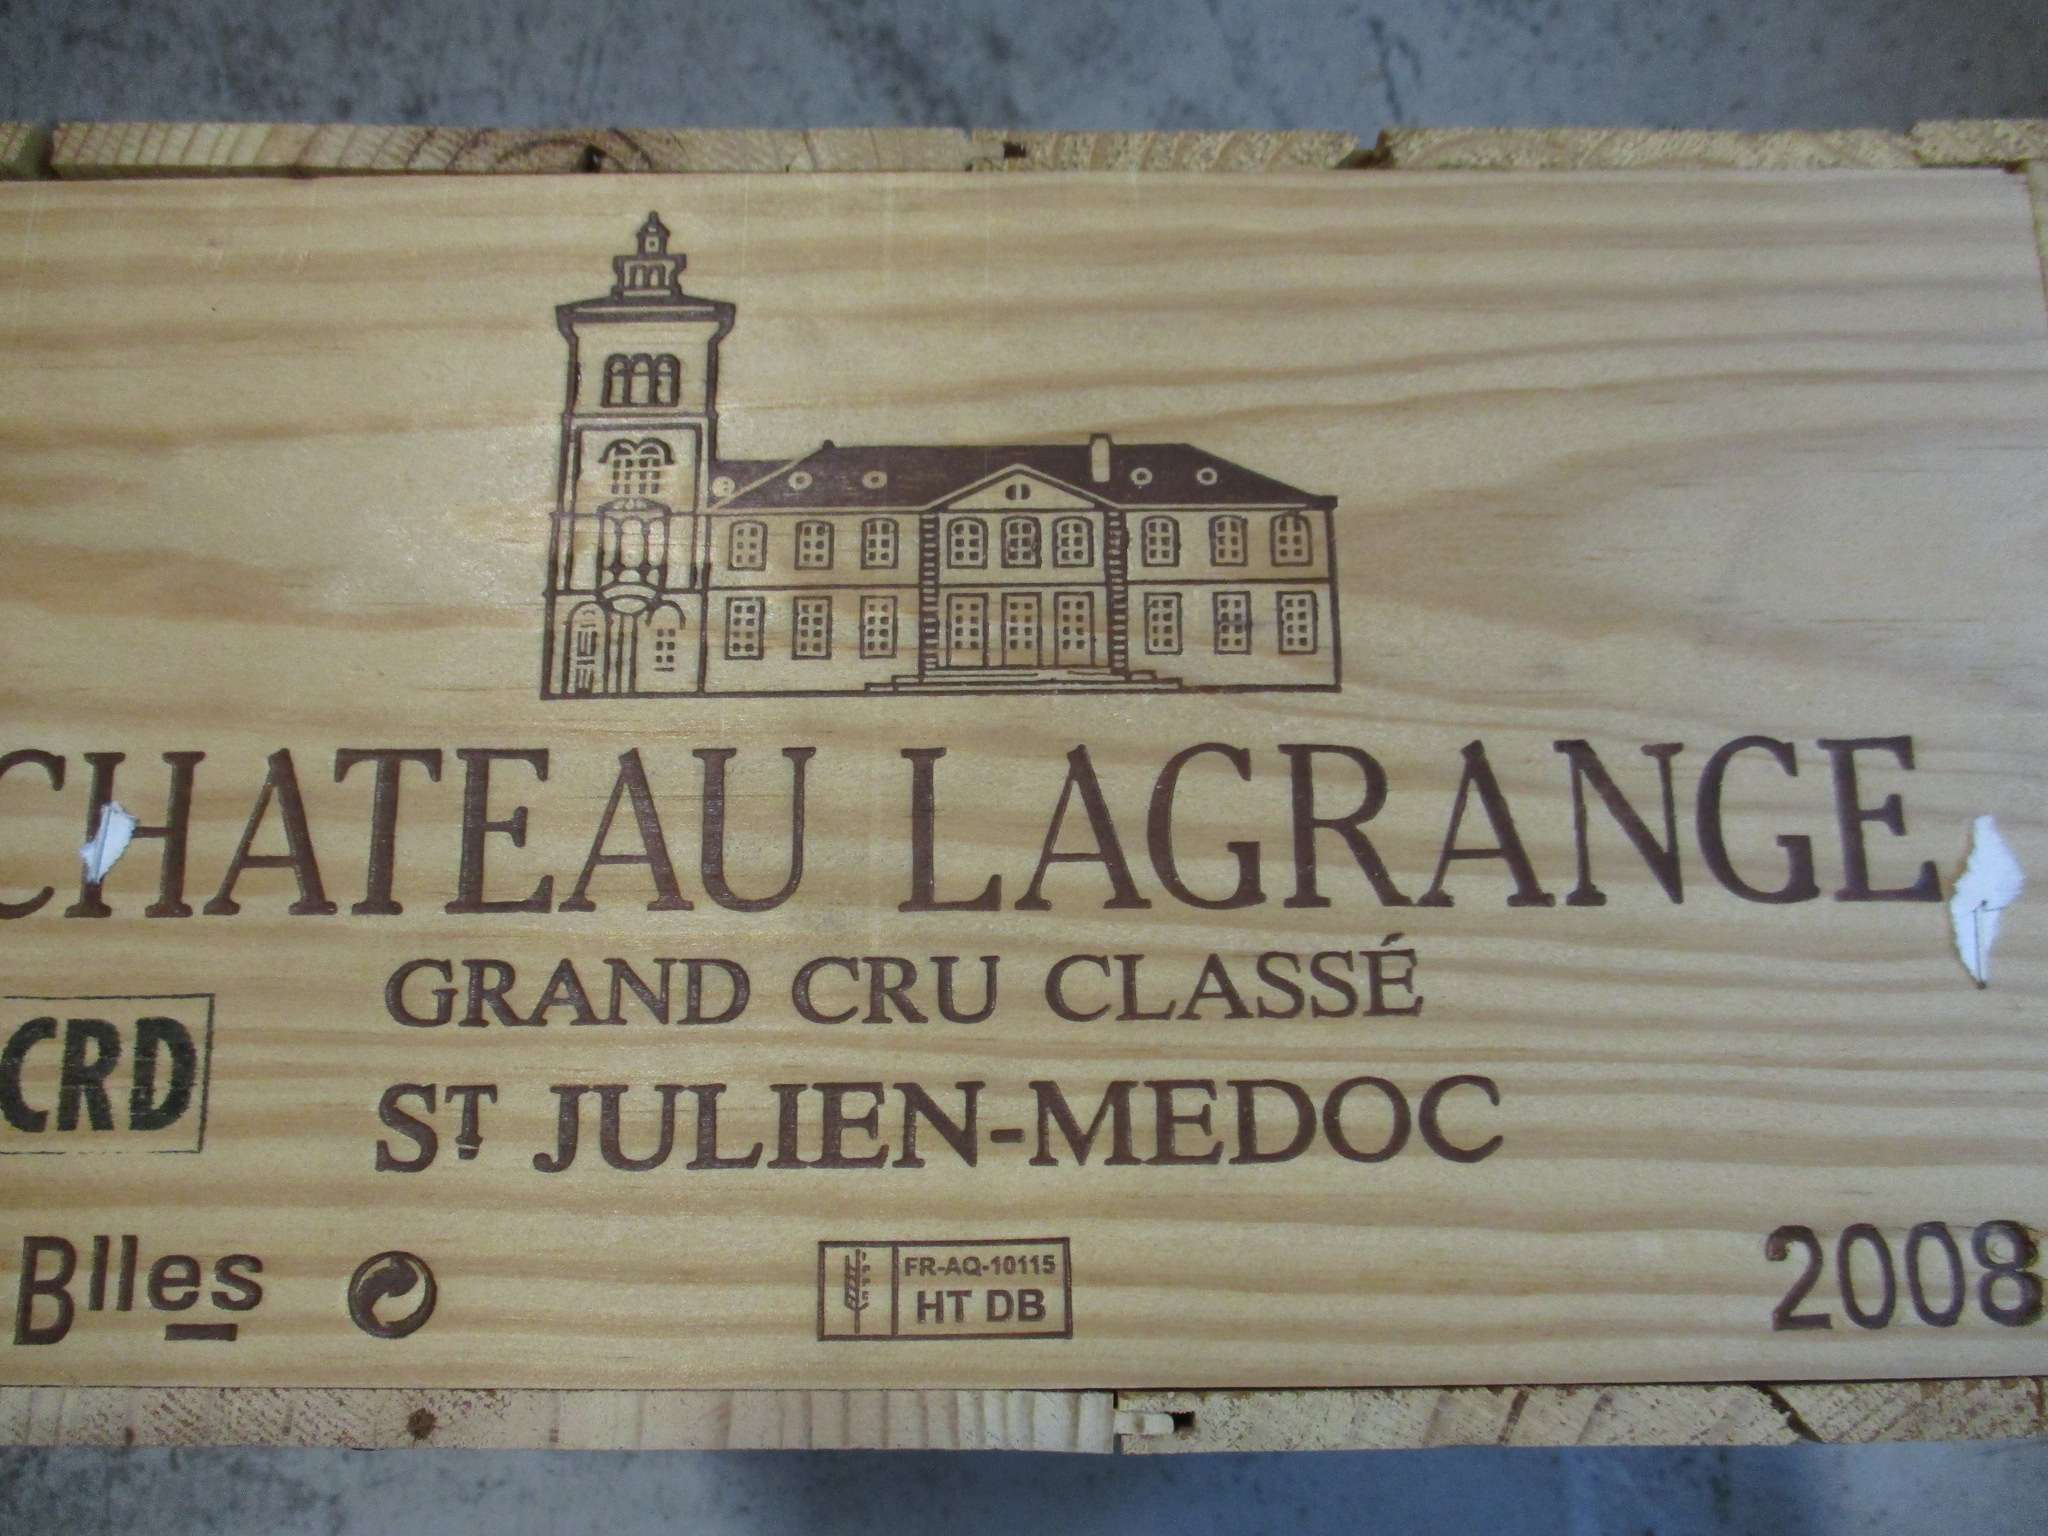 CHATEAU LAGRANGE
GRAND CRU CLASSÉ
CRD
ST JULIEN-MEDOC
Blles
FR-AQ-10115
HT DB
2008